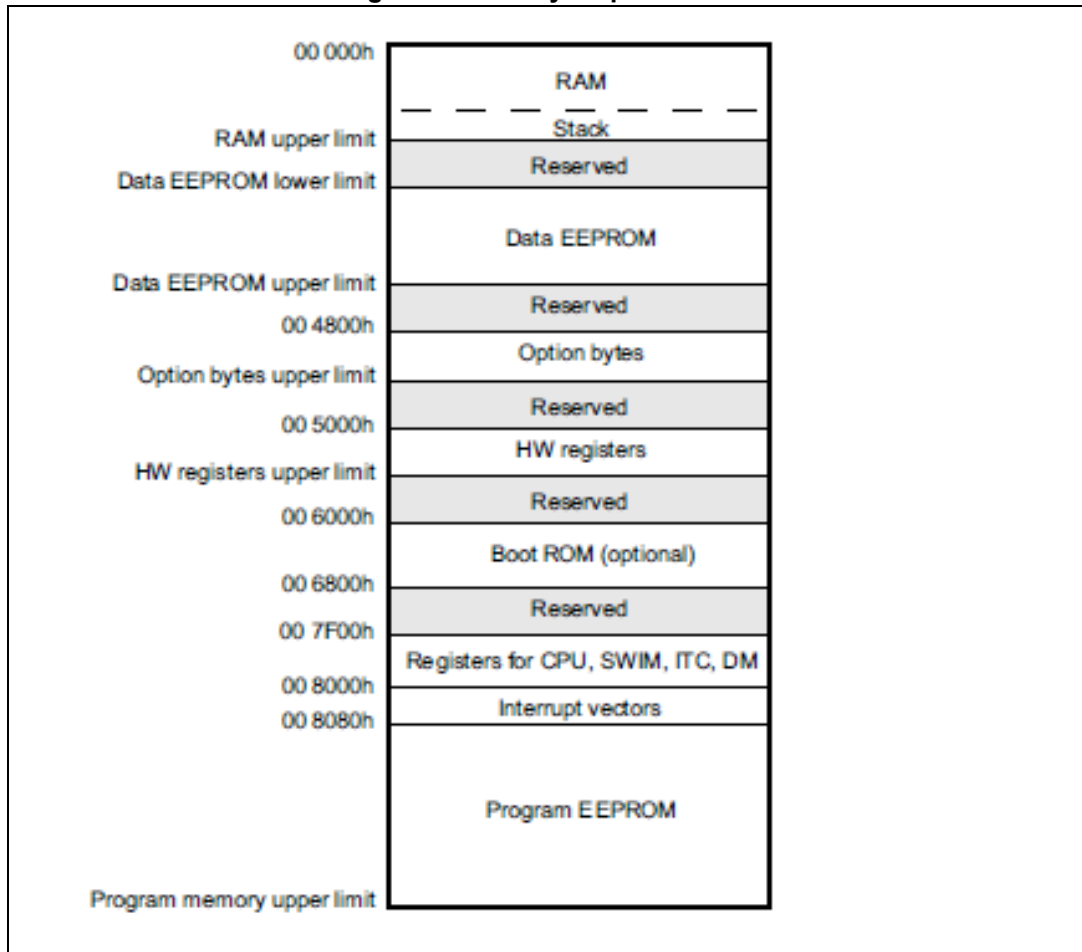 00 000h
RAM
Stack
RAM upper limit
Reserved
Data EEPROM lower limit
Data EEPROM
Data EEPROM upper limit
Reserved
00 4800h
Option bytes
Option bytes upper limit
Reserved
00 5000h
HW registers
HW registers upper limit
Reserved
00 6000h
Boot ROM (optional)
00 6800h
Reserved
00 7F00h
Registers for CPU, SWIM, ITC, DM
00 8000h
Interrupt vectors
00 8080h
Program EEPROM
Program memory upper limit